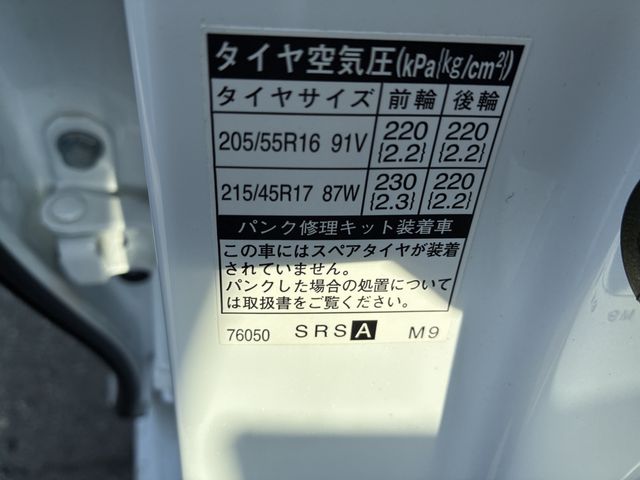 タイヤ空気圧(kPa{kg/cm²})
タイヤサイズ 前輪 後輪
205/55R16 91V 220 {2.2} 220 {2.2}
215/45R17 87W 230 {2.3} 220 {2.2}
パンク修理キット装着車
この車にはスペアタイヤが装着
されていません。
パンクした場合の処置について
は取扱書をご覧ください。
76050 SRS A M9